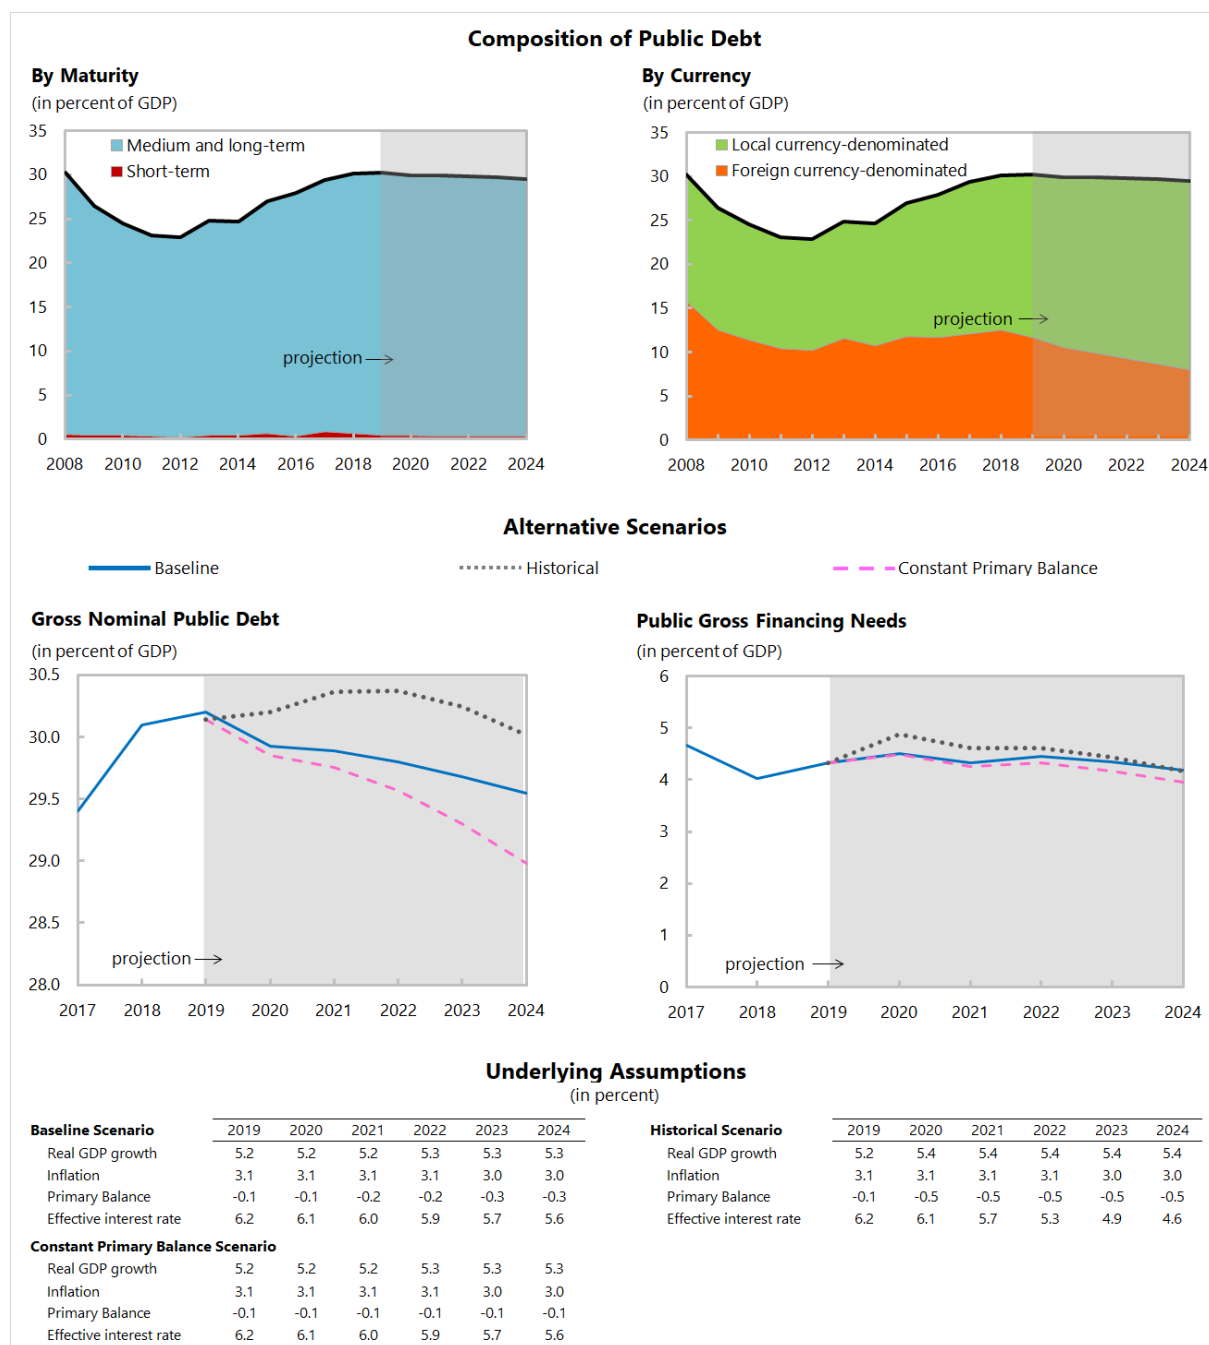 Composition of Public Debt
By Maturity
(in percent of GDP)
35
30
25
20
15
10
5
0
Medium and long-term
Short-term
projection
2008 2010 2012 2014 2016 2018 2020 2022 2024
By Currency
(in percent of GDP)
35
30
25
20
15
10
5
0
Local currency-denominated
Foreign currency-denominated
projection
2008 2010 2012 2014 2016 2018 2020 2022 2024
Alternative Scenarios
Baseline Historical Constant Primary Balance
Gross Nominal Public Debt
(in percent of GDP)
30.5
30.0
29.5
29.0
28.5
28.0
projection
2017 2018 2019 2020 2021 2022 2023 2024
Public Gross Financing Needs
(in percent of GDP)
6
5
4
3
2
1
0
projection
2017 2018 2019 2020 2021 2022 2023 2024
Underlying Assumptions
(in percent)
Baseline Scenario 2019 2020 2021 2022 2023 2024
Real GDP growth 5.2 5.2 5.2 5.3 5.3 5.3
Inflation 3.1 3.1 3.1 3.1 3.0 3.0
Primary Balance -0.1 -0.1 -0.2 -0.2 -0.3 -0.3
Effective interest rate 6.2 6.1 6.0 5.9 5.7 5.6
Constant Primary Balance Scenario
Real GDP growth 5.2 5.2 5.2 5.3 5.3 5.3
Inflation 3.1 3.1 3.1 3.1 3.0 3.0
Primary Balance -0.1 -0.1 -0.1 -0.1 -0.1 -0.1
Effective interest rate 6.2 6.1 6.0 5.9 5.7 5.6
Historical Scenario 2019 2020 2021 2022 2023 2024
Real GDP growth 5.2 5.4 5.4 5.4 5.4 5.4
Inflation 3.1 3.1 3.1 3.1 3.0 3.0
Primary Balance -0.1 -0.5 -0.5 -0.5 -0.5 -0.5
Effective interest rate 6.2 6.1 5.7 5.3 4.9 4.6